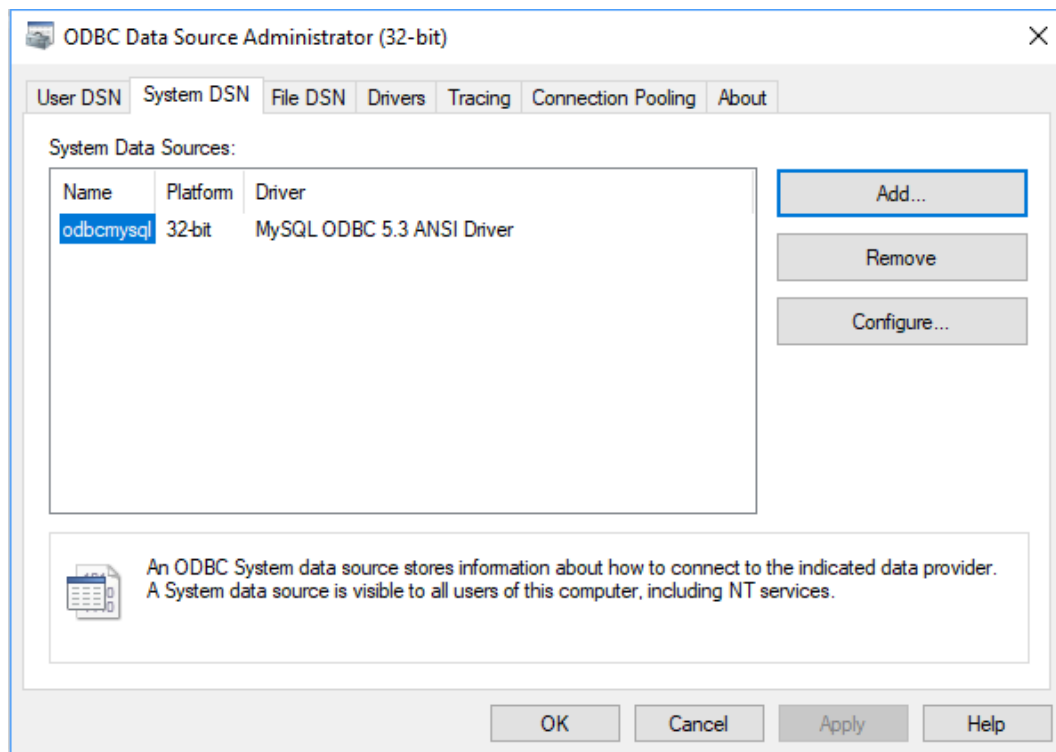 ODBC Data Source Administrator (32-bit)
User DSN System DSN File DSN Drivers Tracing Connection Pooling About
System Data Sources:
Name Platform Driver
odbcmysql 32-bit MySQL ODBC 5.3 ANSI Driver
Add...
Remove
Configure...
An ODBC System data source stores information about how to connect to the indicated data provider.
A System data source is visible to all users of this computer, including NT services.
OK Cancel Apply Help